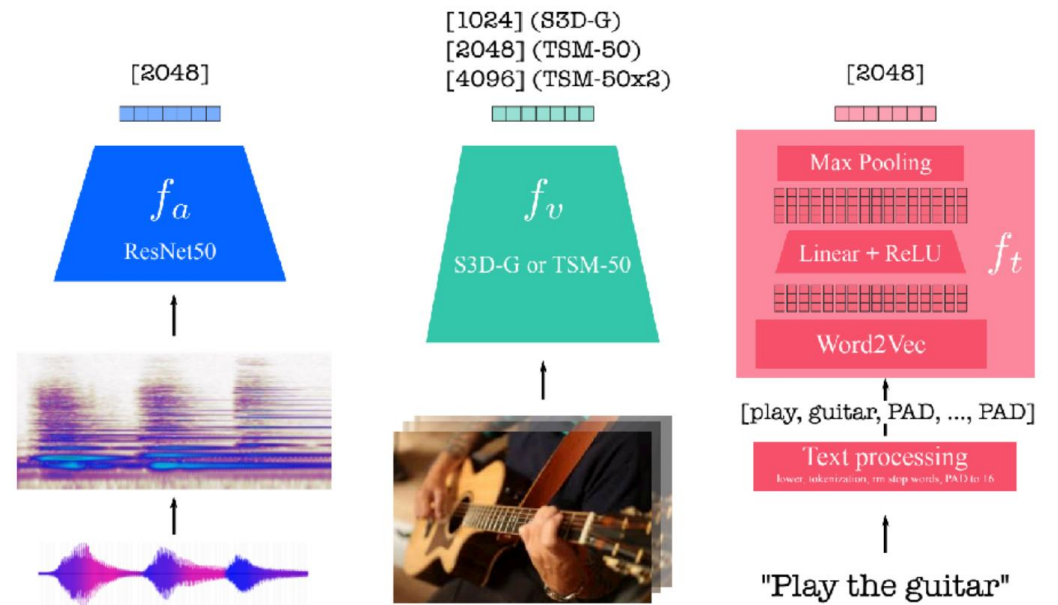 [2048]
f_a
ResNet50
[1024] (S3D-G)
[2048] (TSM-50)
[4096] (TSM-50x2)
f_v
S3D-G or TSM-50
[2048]
Max Pooling
Linear + ReLU
f_t
Word2Vec
[play, guitar, PAD, ..., PAD]
Text processing
lower, tokenization, rm stop words, PAD to 16
"Play the guitar"